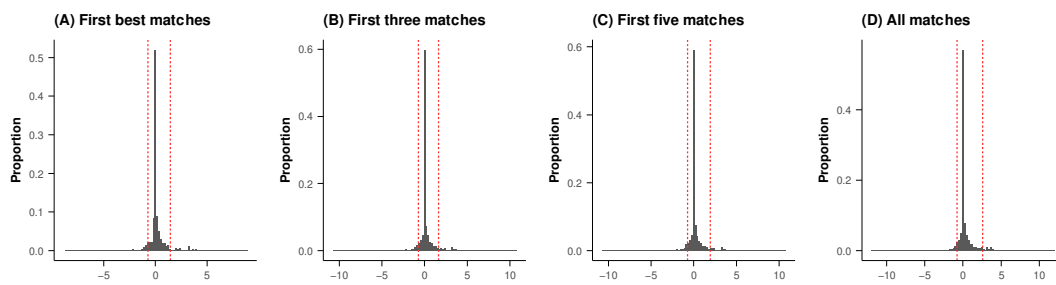 (A) First best matches
Proportion
0.5
0.4
0.3
0.2
0.1
0.0
−5 0 5
(B) First three matches
Proportion
0.6
0.4
0.2
0.0
−10 −5 0 5 10
(C) First five matches
Proportion
0.6
0.4
0.2
0.0
−10 −5 0 5 10
(D) All matches
Proportion
0.4
0.2
0.0
−10 −5 0 5 10